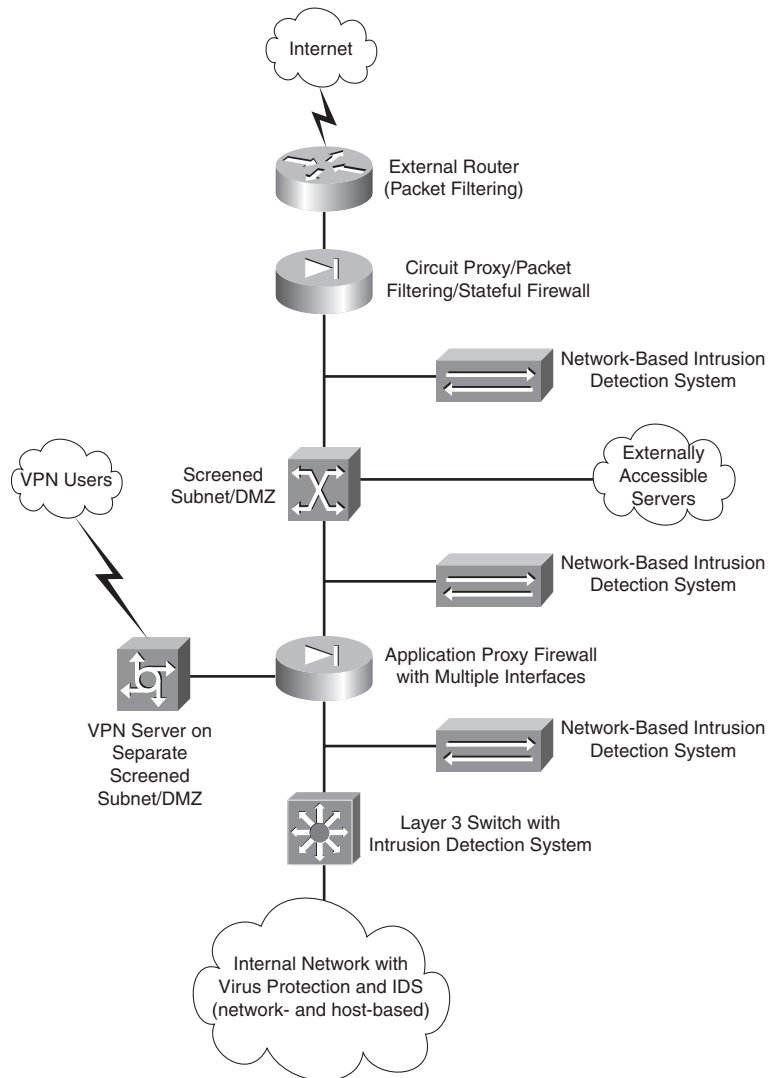 Internet
External Router
(Packet Filtering)
Circuit Proxy/Packet
Filtering/Stateful Firewall
Network-Based Intrusion
Detection System
Screened
Subnet/DMZ
Externally
Accessible
Servers
VPN Users
Network-Based Intrusion
Detection System
Application Proxy Firewall
with Multiple Interfaces
VPN Server on
Separate
Screened
Subnet/DMZ
Network-Based Intrusion
Detection System
Layer 3 Switch with
Intrusion Detection System
Internal Network with
Virus Protection and IDS
(network- and host-based)